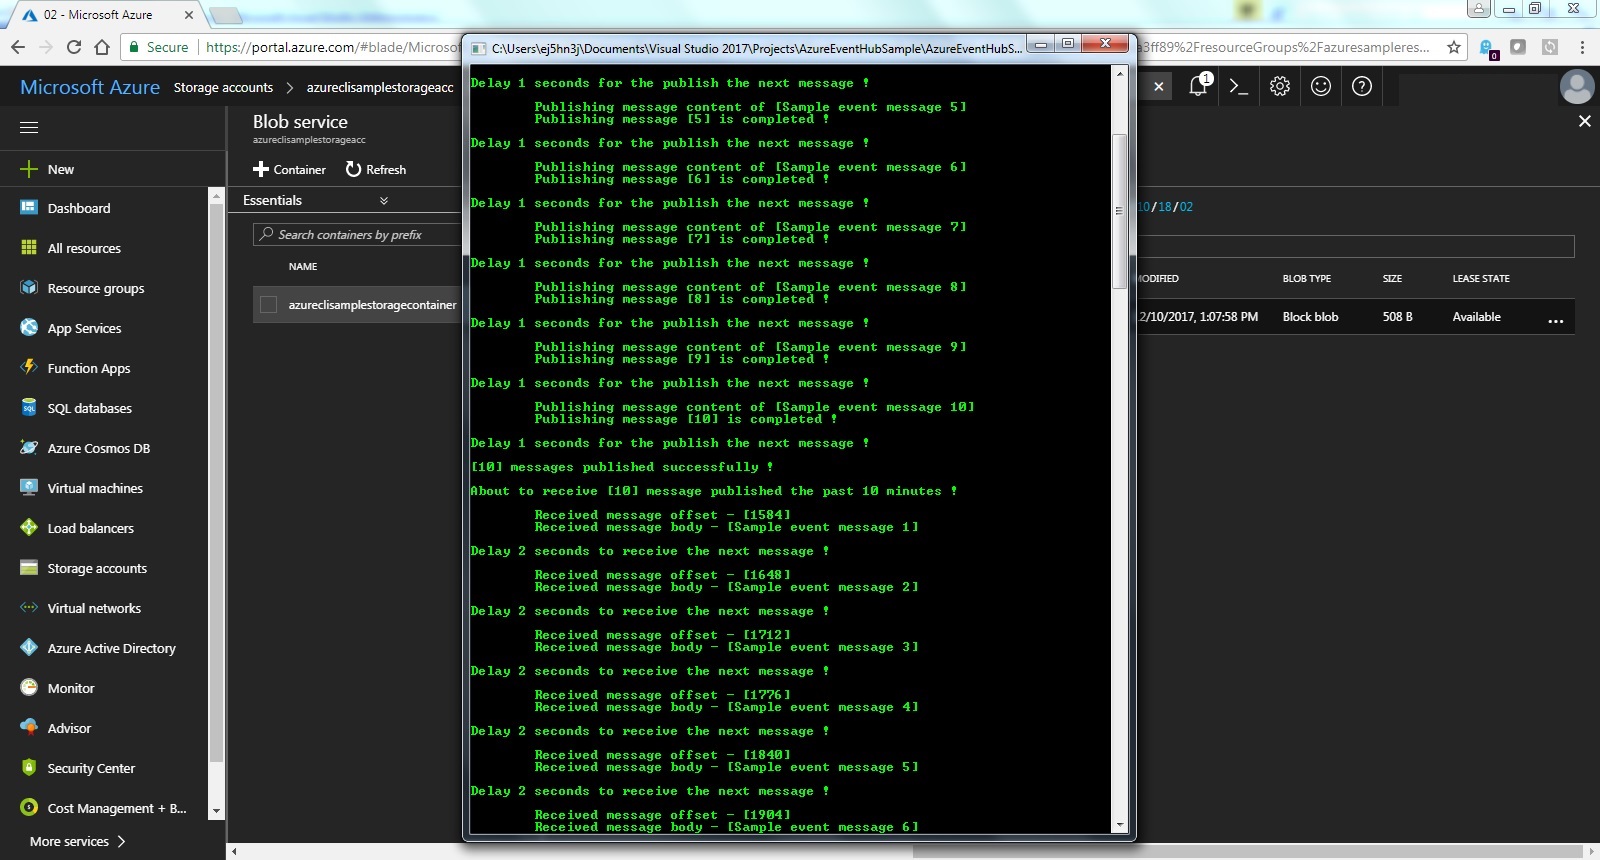 02 - Microsoft Azure
Secure
https://portal.azure.com/#blade/Microsof
a3ff89%2FresourceGroups%2Fazuresampleres...
0
Microsoft Azure
Storage accounts
azureclisamplestorageacc
1
New
Dashboard
All resources
Resource groups
App Services
Function Apps
SQL databases
Azure Cosmos DB
Virtual machines
Load balancers
Storage accounts
Virtual networks
Azure Active Directory
Monitor
Advisor
Security Center
Cost Management + B...
More services
Blob service
azureclisamplestorageacc
Container
Refresh
Essentials
Search containers by prefix
NAME
azureclisamplestoragecontainer
C:\Users\ej5hn3j\Documents\Visual Studio 2017\Projects\AzureEventHubSample\AzureEventHubS...
Delay 1 seconds for the publish the next message !
Publishing message content of [Sample event message 5]
Publishing message [5] is completed !
Delay 1 seconds for the publish the next message !
Publishing message content of [Sample event message 6]
Publishing message [6] is completed !
Delay 1 seconds for the publish the next message !
Publishing message content of [Sample event message 7]
Publishing message [7] is completed !
Delay 1 seconds for the publish the next message !
Publishing message content of [Sample event message 8]
Publishing message [8] is completed !
Delay 1 seconds for the publish the next message !
Publishing message content of [Sample event message 9]
Publishing message [9] is completed !
Delay 1 seconds for the publish the next message !
Publishing message content of [Sample event message 10]
Publishing message [10] is completed !
Delay 1 seconds for the publish the next message !
[10] messages published successfully !
About to receive [10] message published the past 10 minutes !
Received message offset - [1584]
Received message body - [Sample event message 1]
Delay 2 seconds to receive the next message !
Received message offset - [1648]
Received message body - [Sample event message 2]
Delay 2 seconds to receive the next message !
Received message offset - [1712]
Received message body - [Sample event message 3]
Delay 2 seconds to receive the next message !
Received message offset - [1776]
Received message body - [Sample event message 4]
Delay 2 seconds to receive the next message !
Received message offset - [1840]
Received message body - [Sample event message 5]
Delay 2 seconds to receive the next message !
Received message offset - [1904]
Received message body - [Sample event message 6]
10/18/02
MODIFIED
BLOB TYPE
SIZE
LEASE STATE
2/10/2017, 1:07:58 PM
Block blob
508 B
Available
...